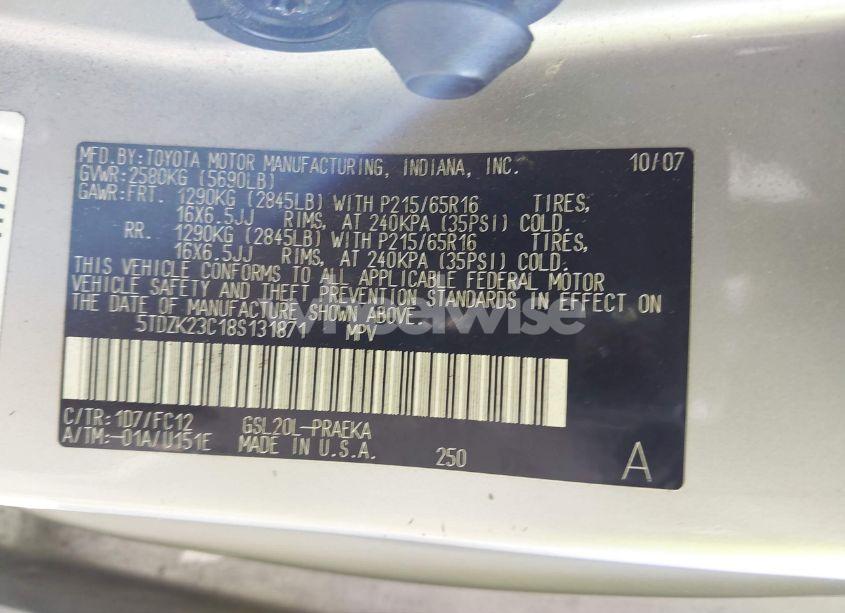 MFD.BY:TOYOTA MOTOR MANUFACTURING, INDIANA, INC. 10/07
GVWR:2580KG (5690LB)
GAWR:FRT. 1290KG (2845LB) WITH P215/65R16 TIRES,
16X6.5JJ RIMS, AT 240KPA (35PSI) COLD.
RR. 1290KG (2845LB) WITH P215/65R16 TIRES,
16X6.5JJ RIMS, AT 240KPA (35PSI) COLD.
THIS VEHICLE CONFORMS TO ALL APPLICABLE FEDERAL MOTOR
VEHICLE SAFETY AND THEFT PREVENTION STANDARDS IN EFFECT ON
THE DATE OF MANUFACTURE SHOWN ABOVE.
5TDZK23C18S131871 MPV
C/TR:1D7/FC12 GSL20L-PRAEKA
A/TM:-01A/U151E MADE IN U.S.A. 250 A